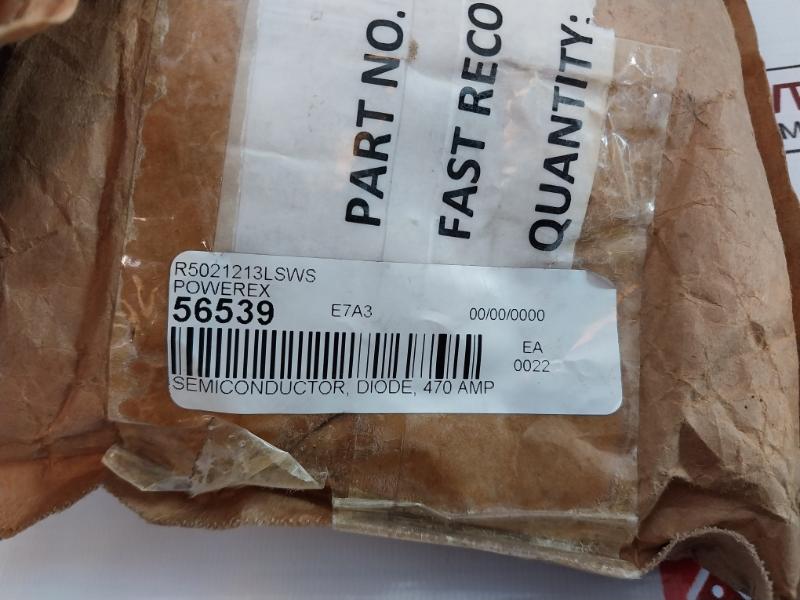 PART NO.
FAST RECO
QUANTITY:
R5021213LSWS
POWEREX
56539 E7A3 00/00/0000
EA
0022
SEMICONDUCTOR, DIODE, 470 AMP